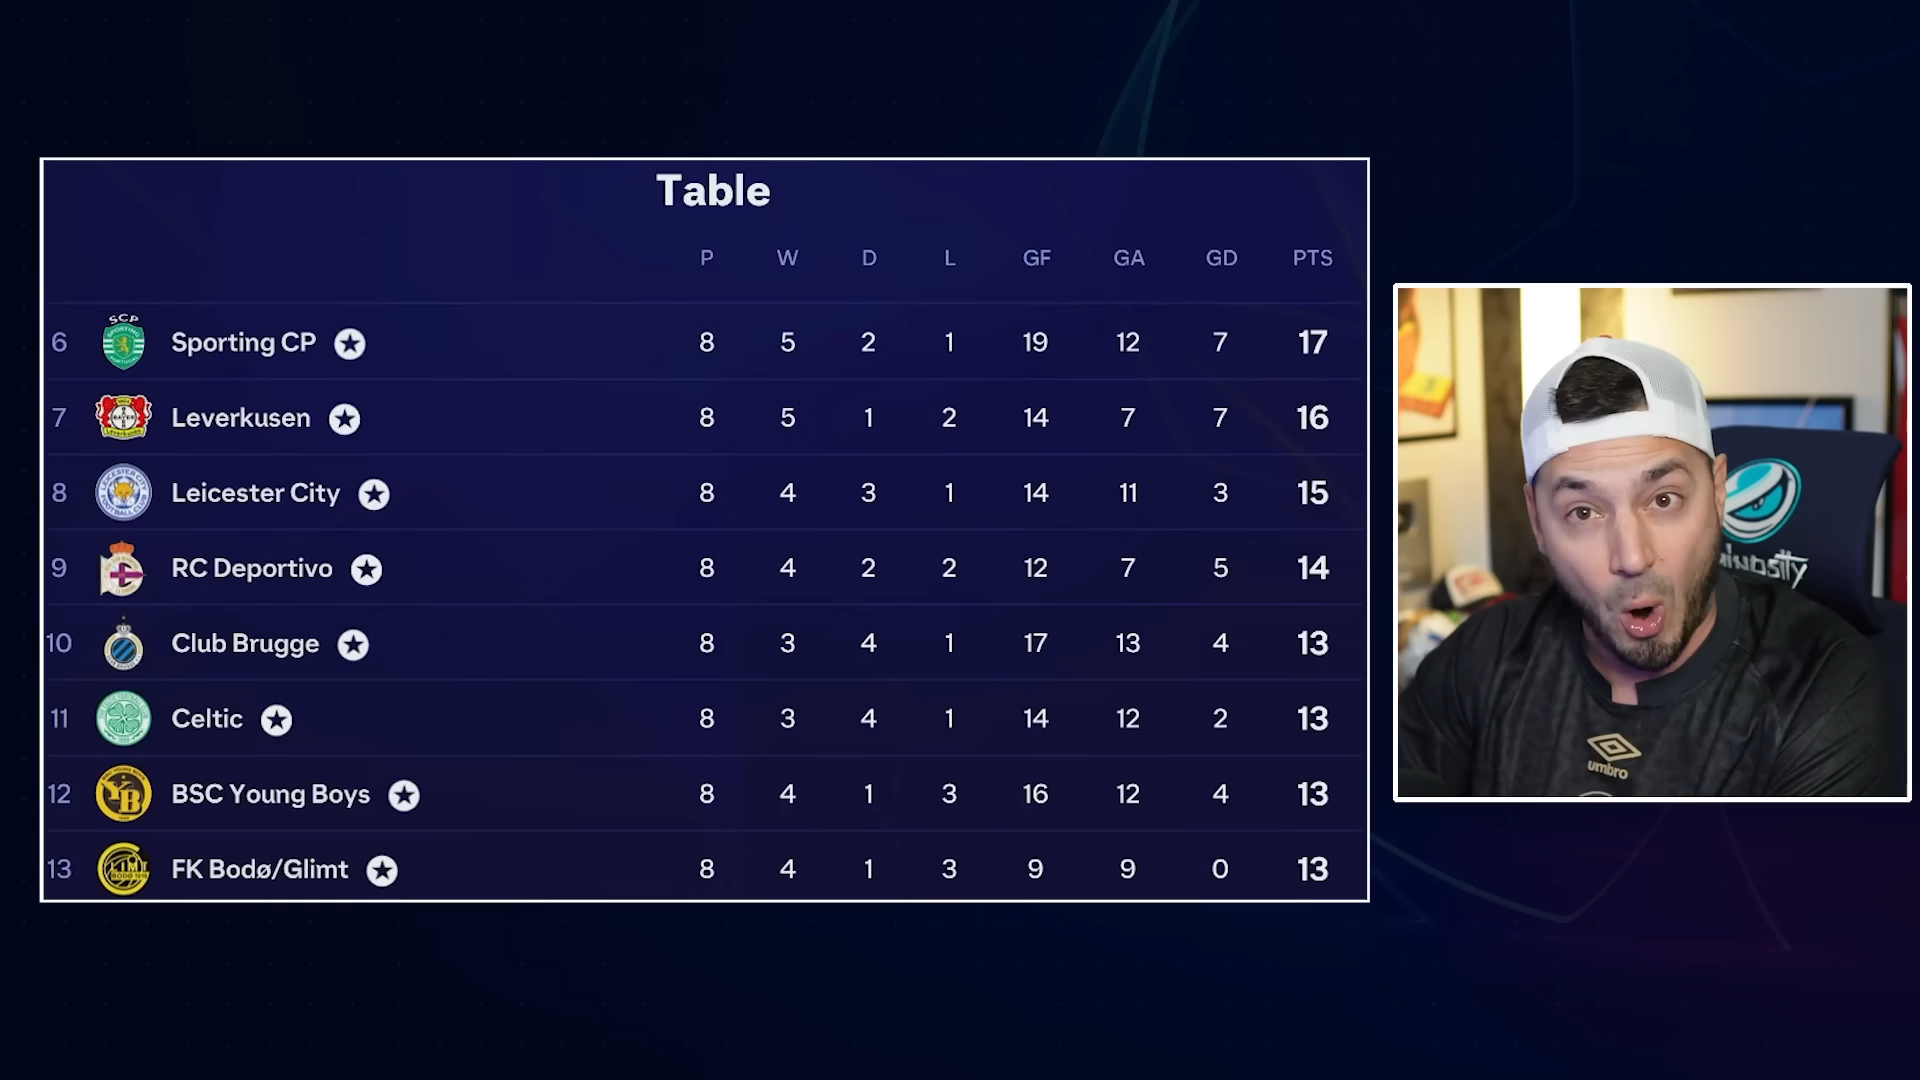 Table
P W D L GF GA GD PTS
6 SCP Sporting CP 8 5 2 1 19 12 7 17
7 Leverkusen 8 5 1 2 14 7 7 16
8 Leicester City 8 4 3 1 14 11 3 15
9 RC Deportivo 8 4 2 2 12 7 5 14
10 Club Brugge 8 3 4 1 17 13 4 13
11 Celtic 8 3 4 1 14 12 2 13
12 YB BSC Young Boys 8 4 1 3 16 12 4 13
13 GLIMT FK Bodø/Glimt 8 4 1 3 9 9 0 13
umbro